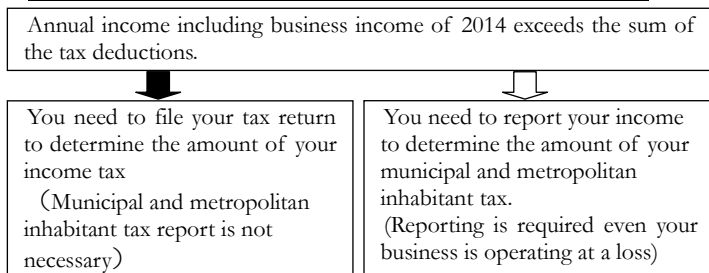 Annual income including business income of 2014 exceeds the sum of
the tax deductions.
You need to file your tax return
to determine the amount of your
income tax
（Municipal and metropolitan
inhabitant tax report is not
necessary）
You need to report your income
to determine the amount of your
municipal and metropolitan
inhabitant tax.
(Reporting is required even your
business is operating at a loss)